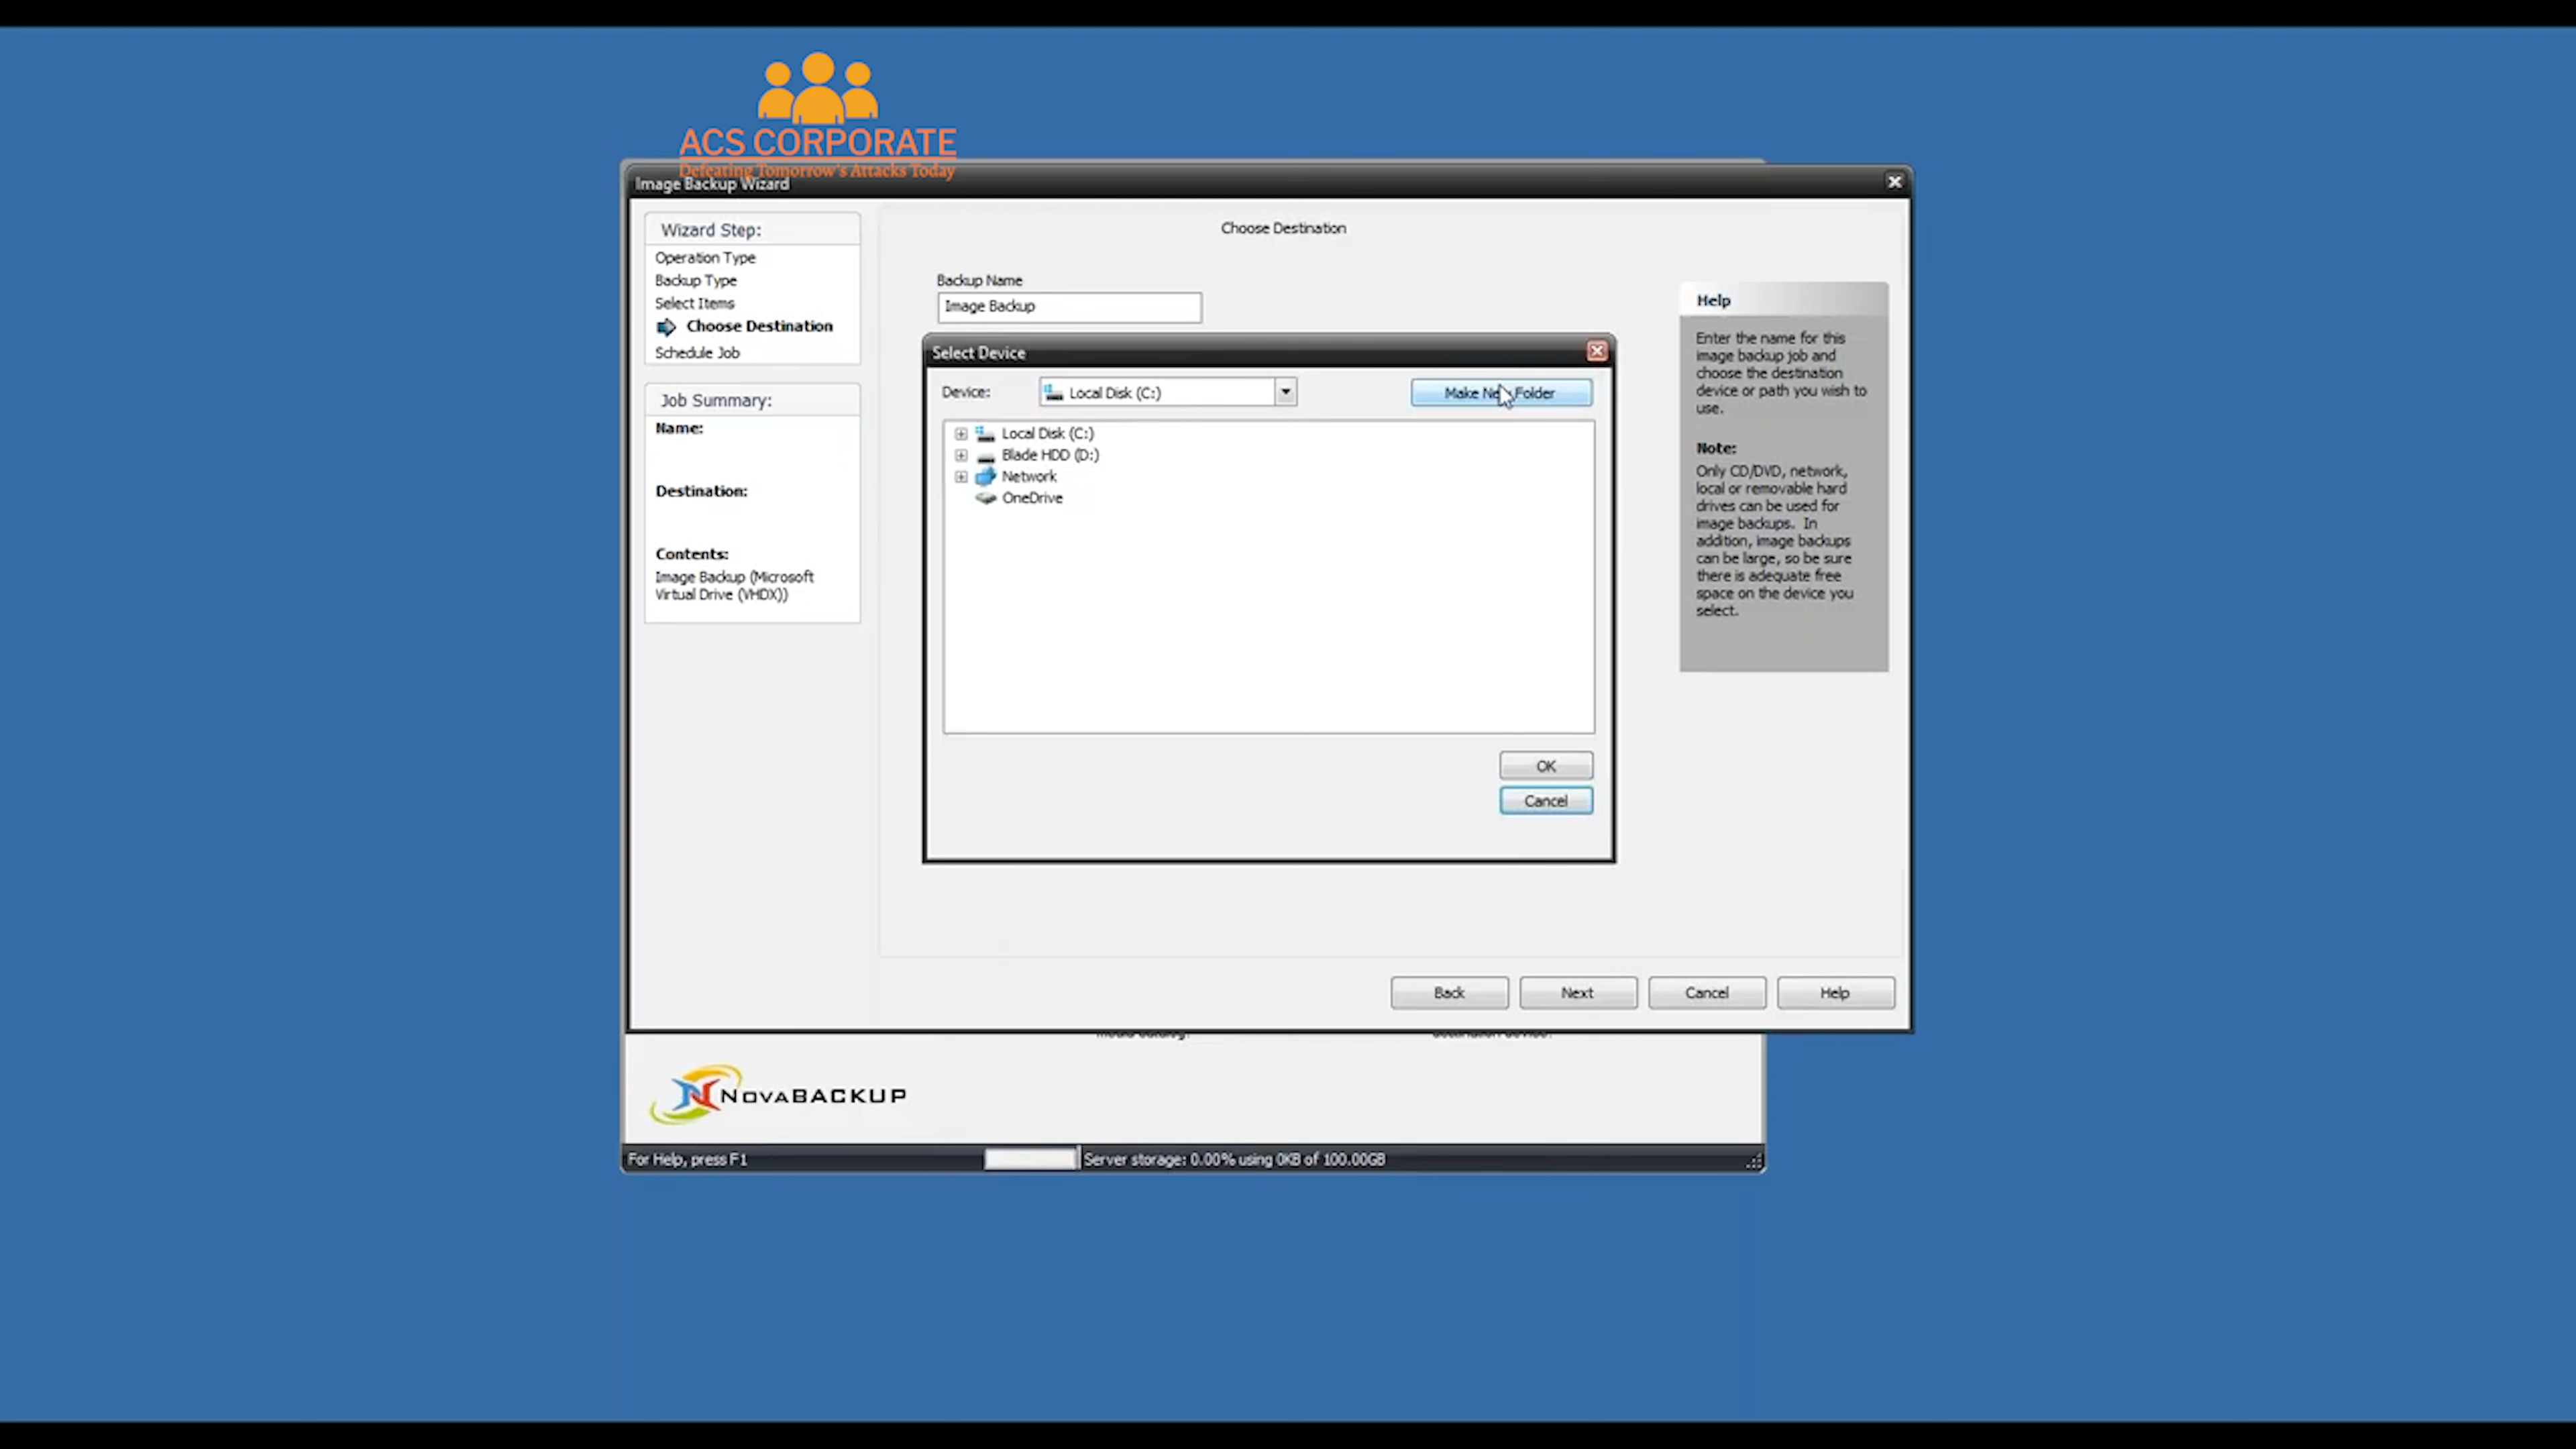 ACS CORPORATE
Defeating Tomorrow's Attacks Today
Image Backup Wizard
Wizard Step:
Operation Type
Backup Type
Select Items
Choose Destination
Schedule Job
Job Summary:
Name:
Destination:
Contents:
Image Backup (Microsoft
Virtual Drive (VHDX))
Choose Destination
Backup Name
Image Backup
Select Device
Device:
Local Disk (C:)
Make New Folder
Local Disk (C:)
Blade HDD (D:)
Network
OneDrive
OK
Cancel
Help
Enter the name for this
image backup job and
choose the destination
device or path you wish to
use.
Note:
Only CD/DVD, network,
local or removable hard
drives can be used for
image backups. In
addition, image backups
can be large, so be sure
there is adequate free
space on the device you
select.
Back
Next
Cancel
Help
NovaBACKUP
For Help, press F1
Server storage: 0.00% using 0KB of 100.00GB